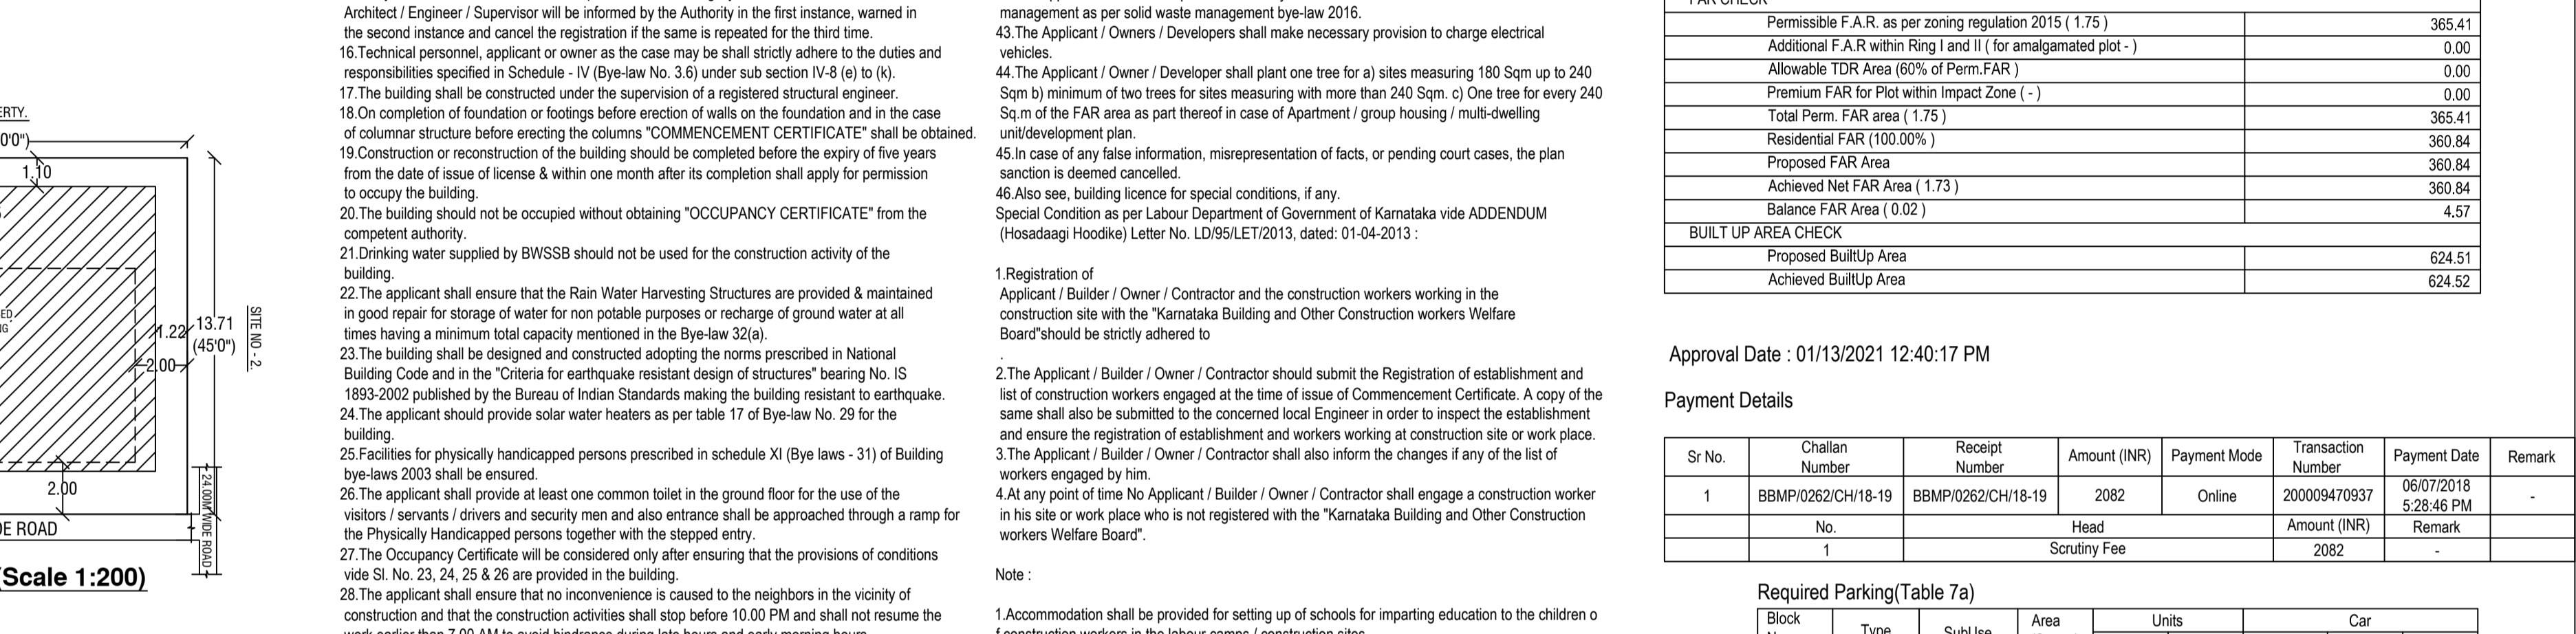 ERTY.
0'0")
1.10
ED
NG
1.22
13.71
(45'0")
2.00
SITE NO - 2.
2.00
24.00M WIDE ROAD
DE ROAD
(Scale 1:200)
Architect / Engineer / Supervisor will be informed by the Authority in the first instance, warned in
the second instance and cancel the registration if the same is repeated for the third time.
16.Technical personnel, applicant or owner as the case may be shall strictly adhere to the duties and
responsibilities specified in Schedule - IV (Bye-law No. 3.6) under sub section IV-8 (e) to (k).
17.The building shall be constructed under the supervision of a registered structural engineer.
18.On completion of foundation or footings before erection of walls on the foundation and in the case
of columnar structure before erecting the columns "COMMENCEMENT CERTIFICATE" shall be obtained.
19.Construction or reconstruction of the building should be completed before the expiry of five years
from the date of issue of license & within one month after its completion shall apply for permission
to occupy the building.
20.The building should not be occupied without obtaining "OCCUPANCY CERTIFICATE" from the
competent authority.
21.Drinking water supplied by BWSSB should not be used for the construction activity of the
building.
22.The applicant shall ensure that the Rain Water Harvesting Structures are provided & maintained
in good repair for storage of water for non potable purposes or recharge of ground water at all
times having a minimum total capacity mentioned in the Bye-law 32(a).
23.The building shall be designed and constructed adopting the norms prescribed in National
Building Code and in the "Criteria for earthquake resistant design of structures" bearing No. IS
1893-2002 published by the Bureau of Indian Standards making the building resistant to earthquake.
24.The applicant should provide solar water heaters as per table 17 of Bye-law No. 29 for the
building.
25.Facilities for physically handicapped persons prescribed in schedule XI (Bye laws - 31) of Building
bye-laws 2003 shall be ensured.
26.The applicant shall provide at least one common toilet in the ground floor for the use of the
visitors / servants / drivers and security men and also entrance shall be approached through a ramp for
the Physically Handicapped persons together with the stepped entry.
27.The Occupancy Certificate will be considered only after ensuring that the provisions of conditions
vide Sl. No. 23, 24, 25 & 26 are provided in the building.
28.The applicant shall ensure that no inconvenience is caused to the neighbors in the vicinity of
construction and that the construction activities shall stop before 10.00 PM and shall not resume the
work earlier than 7.00 AM to avoid hindrance during late hours and early morning hours.
management as per solid waste management bye-law 2016.
43.The Applicant / Owners / Developers shall make necessary provision to charge electrical
vehicles.
44.The Applicant / Owner / Developer shall plant one tree for a) sites measuring 180 Sqm up to 240
Sqm b) minimum of two trees for sites measuring with more than 240 Sqm. c) One tree for every 240
Sq.m of the FAR area as part thereof in case of Apartment / group housing / multi-dwelling
unit/development plan.
45.In case of any false information, misrepresentation of facts, or pending court cases, the plan
sanction is deemed cancelled.
46.Also see, building licence for special conditions, if any.
Special Condition as per Labour Department of Government of Karnataka vide ADDENDUM
(Hosadaagi Hoodike) Letter No. LD/95/LET/2013, dated: 01-04-2013 :
1.Registration of
Applicant / Builder / Owner / Contractor and the construction workers working in the
construction site with the "Karnataka Building and Other Construction workers Welfare
Board"should be strictly adhered to
.
2.The Applicant / Builder / Owner / Contractor should submit the Registration of establishment and
list of construction workers engaged at the time of issue of Commencement Certificate. A copy of the
same shall also be submitted to the concerned local Engineer in order to inspect the establishment
and ensure the registration of establishment and workers working at construction site or work place.
3.The Applicant / Builder / Owner / Contractor shall also inform the changes if any of the list of
workers engaged by him.
4.At any point of time No Applicant / Builder / Owner / Contractor shall engage a construction worker
in his site or work place who is not registered with the "Karnataka Building and Other Construction
workers Welfare Board".
Note :
1.Accommodation shall be provided for setting up of schools for imparting education to the children o
f construction workers in the labour camps / construction sites.
FAR CHECK
Permissible F.A.R. as per zoning regulation 2015 ( 1.75 ) 365.41
Additional F.A.R within Ring I and II ( for amalgamated plot - ) 0.00
Allowable TDR Area (60% of Perm.FAR ) 0.00
Premium FAR for Plot within Impact Zone ( - ) 0.00
Total Perm. FAR area ( 1.75 ) 365.41
Residential FAR (100.00% ) 360.84
Proposed FAR Area 360.84
Achieved Net FAR Area ( 1.73 ) 360.84
Balance FAR Area ( 0.02 ) 4.57
BUILT UP AREA CHECK
Proposed BuiltUp Area 624.51
Achieved BuiltUp Area 624.52
Approval Date : 01/13/2021 12:40:17 PM
Payment Details
Sr No. Challan Number Receipt Number Amount (INR) Payment Mode Transaction Number Payment Date Remark
1 BBMP/0262/CH/18-19 BBMP/0262/CH/18-19 2082 Online 200009470937 06/07/2018 5:28:46 PM -
No. Head Amount (INR) Remark
1 Scrutiny Fee 2082 -
Required Parking(Table 7a)
Block Type SubUse Area Units Car